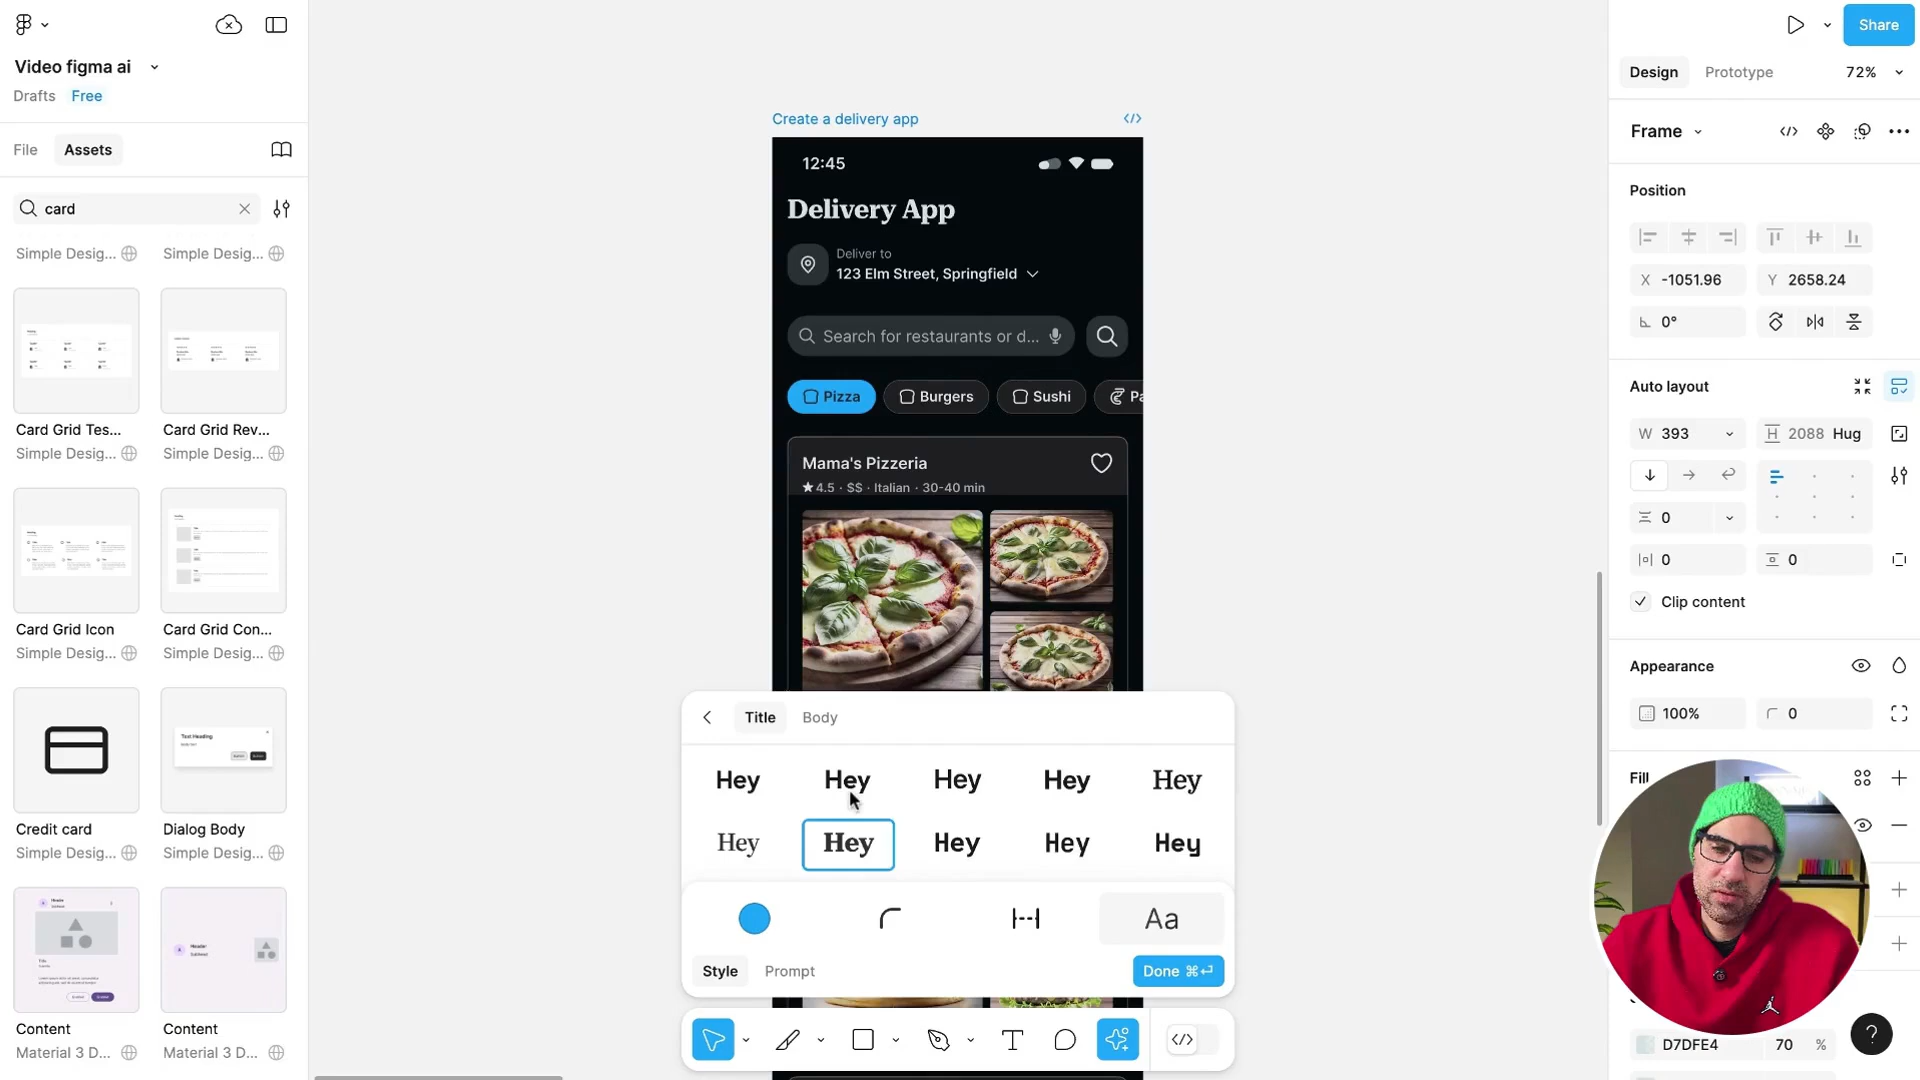 Video figma ai
Drafts Free
File Assets
card
Simple Desig... Simple Desig...
Card Grid Tes... Card Grid Rev...
Simple Desig... Simple Desig...
Card Grid Icon Card Grid Con...
Simple Desig... Simple Desig...
Text Heading
Credit card Dialog Body
Simple Desig... Simple Desig...
Content Content
Material 3 D... Material 3 D...
Create a delivery app
12:45
Delivery App
Deliver to
123 Elm Street, Springfield
Search for restaurants or d...
Pizza Burgers Sushi Pa
Mama's Pizzeria
★4.5 · $$ · Italian · 30-40 min
Title Body
Hey Hey Hey Hey Hey
Hey Hey Hey Hey Hey
Aa
Style Prompt Done ⌘⏎
Share
Design Prototype 72%
Frame
Position
X -1051.96 Y 2658.24
0°
Auto layout
W 393 H 2088 Hug
0
0 0
Clip content
Appearance
100% 0
Fill
D7DFE4 70 %
?